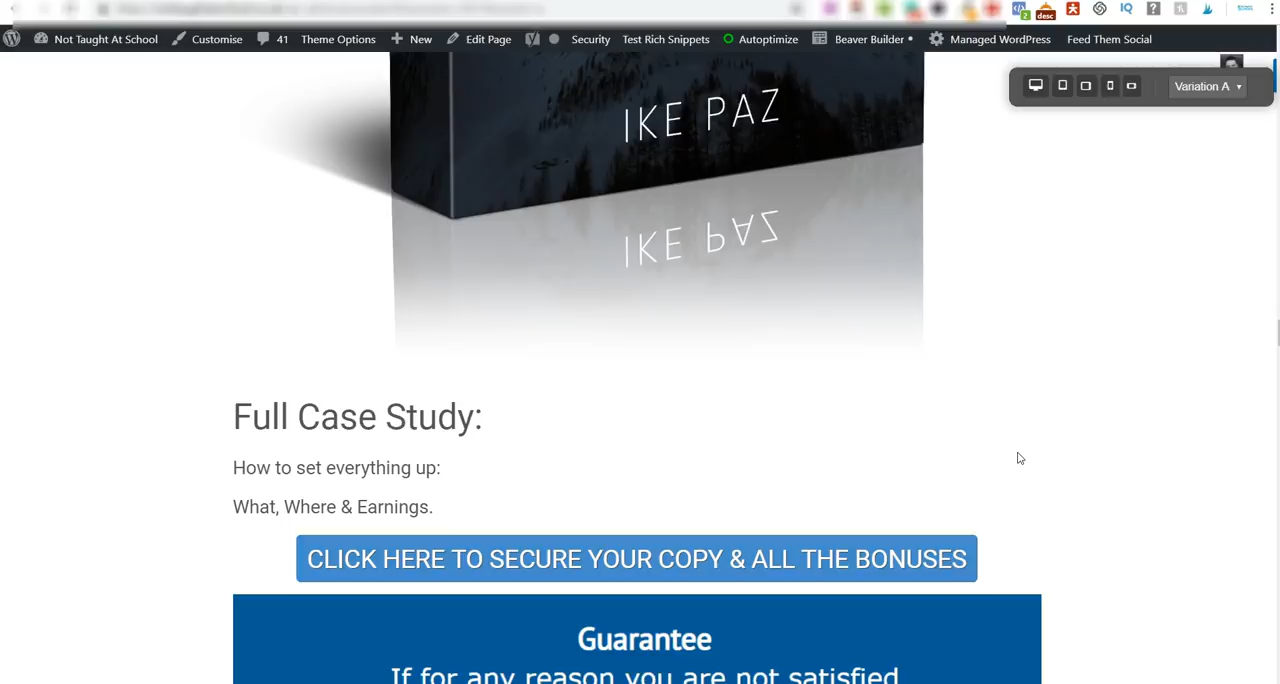 desc
2
IQ
?
Not Taught At School Customise 41 Theme Options New Edit Page Security Test Rich Snippets Autoptimize Beaver Builder • Managed WordPress Feed Them Social
Variation A
IKE PAZ
IKE PAZ
Full Case Study:
How to set everything up:
What, Where & Earnings.
CLICK HERE TO SECURE YOUR COPY & ALL THE BONUSES
Guarantee
If for any reason you are not satisfied